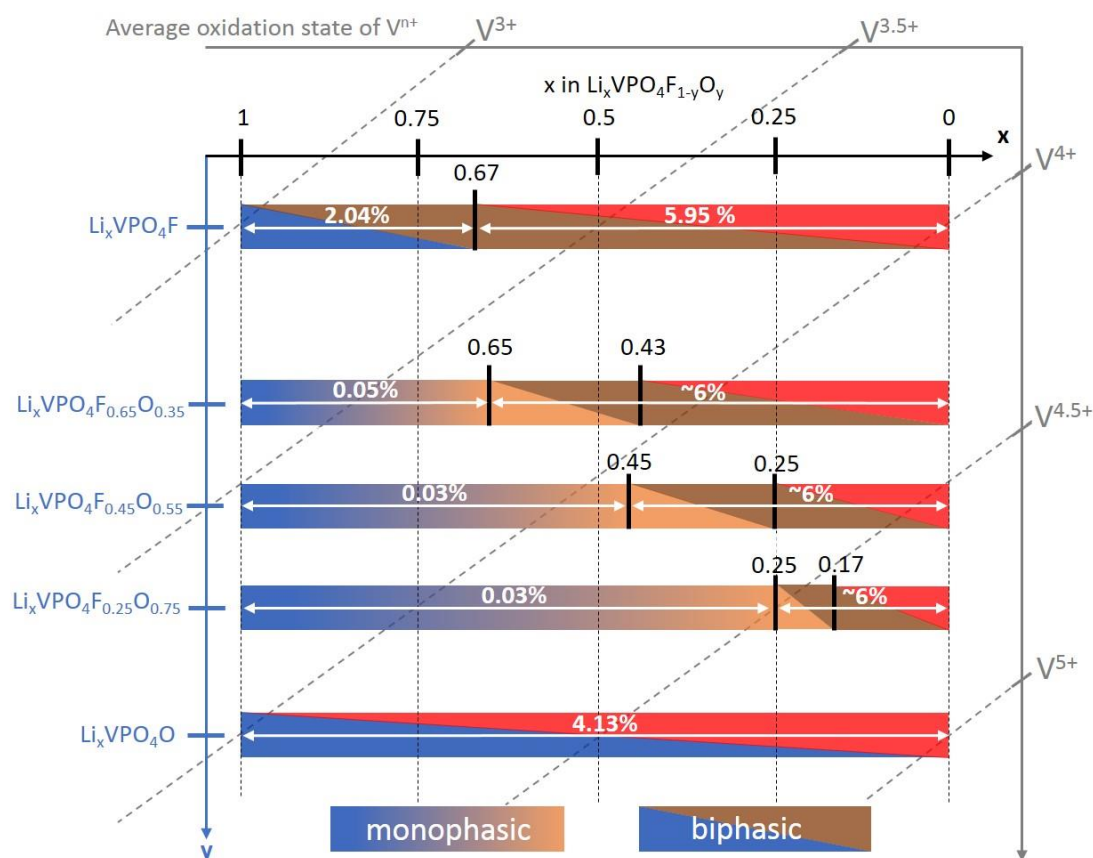 Average oxidation state of Vⁿ⁺ V³⁺ V³·⁵⁺
x in LiₓVPO₄F₁₋yOy
1 0.75 0.5 0.25 0
x
V⁴⁺
0.67
LiₓVPO₄F 2.04% 5.95 %
0.65 0.43
LiₓVPO₄F₀.₆₅O₀.₃₅ 0.05% ~6%
V⁴·⁵⁺
0.45 0.25
LiₓVPO₄F₀.₄₅O₀.₅₅ 0.03% ~6%
0.25 0.17
LiₓVPO₄F₀.₂₅O₀.₇₅ 0.03% ~6%
V⁵⁺
LiₓVPO₄O 4.13%
monophasic biphasic
y